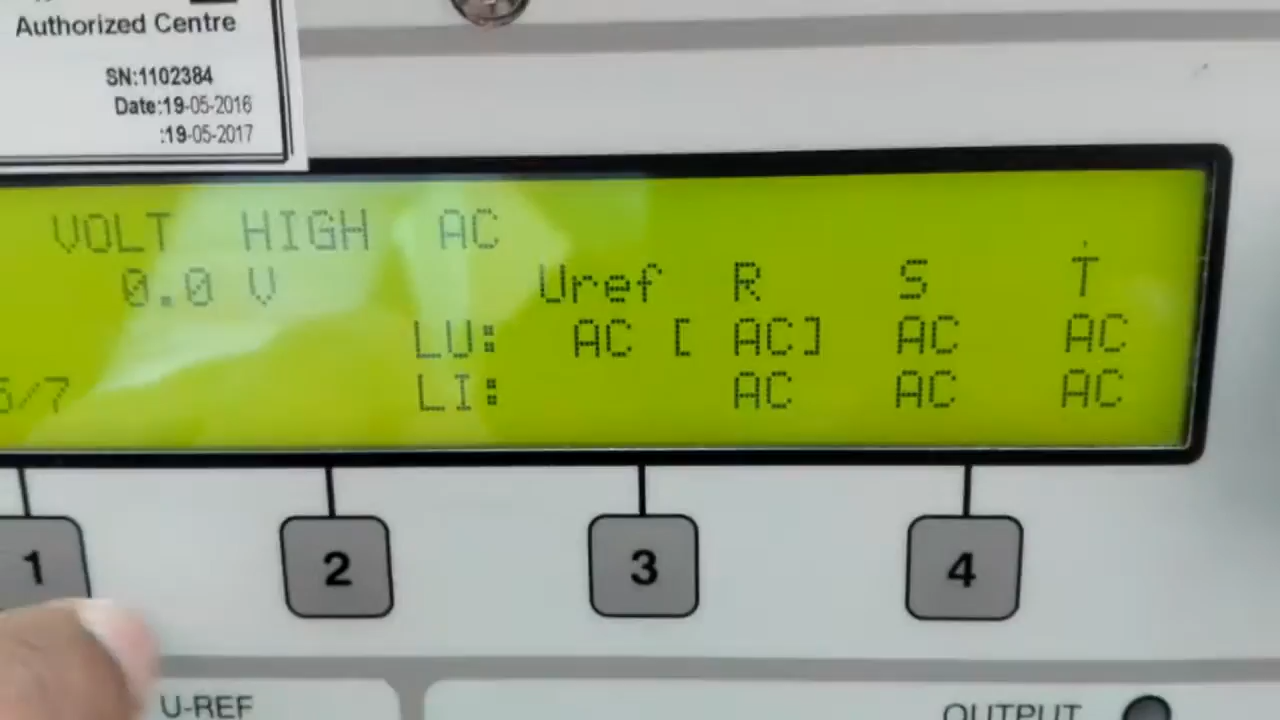 Authorized Centre
SN:1102384
Date:19-05-2016
:19-05-2017
VOLT HIGH AC
0.0 V Uref R S T
LU: AC [ AC] AC AC
/7 LI: AC AC AC
1 2 3 4
U-REF OUTPUT